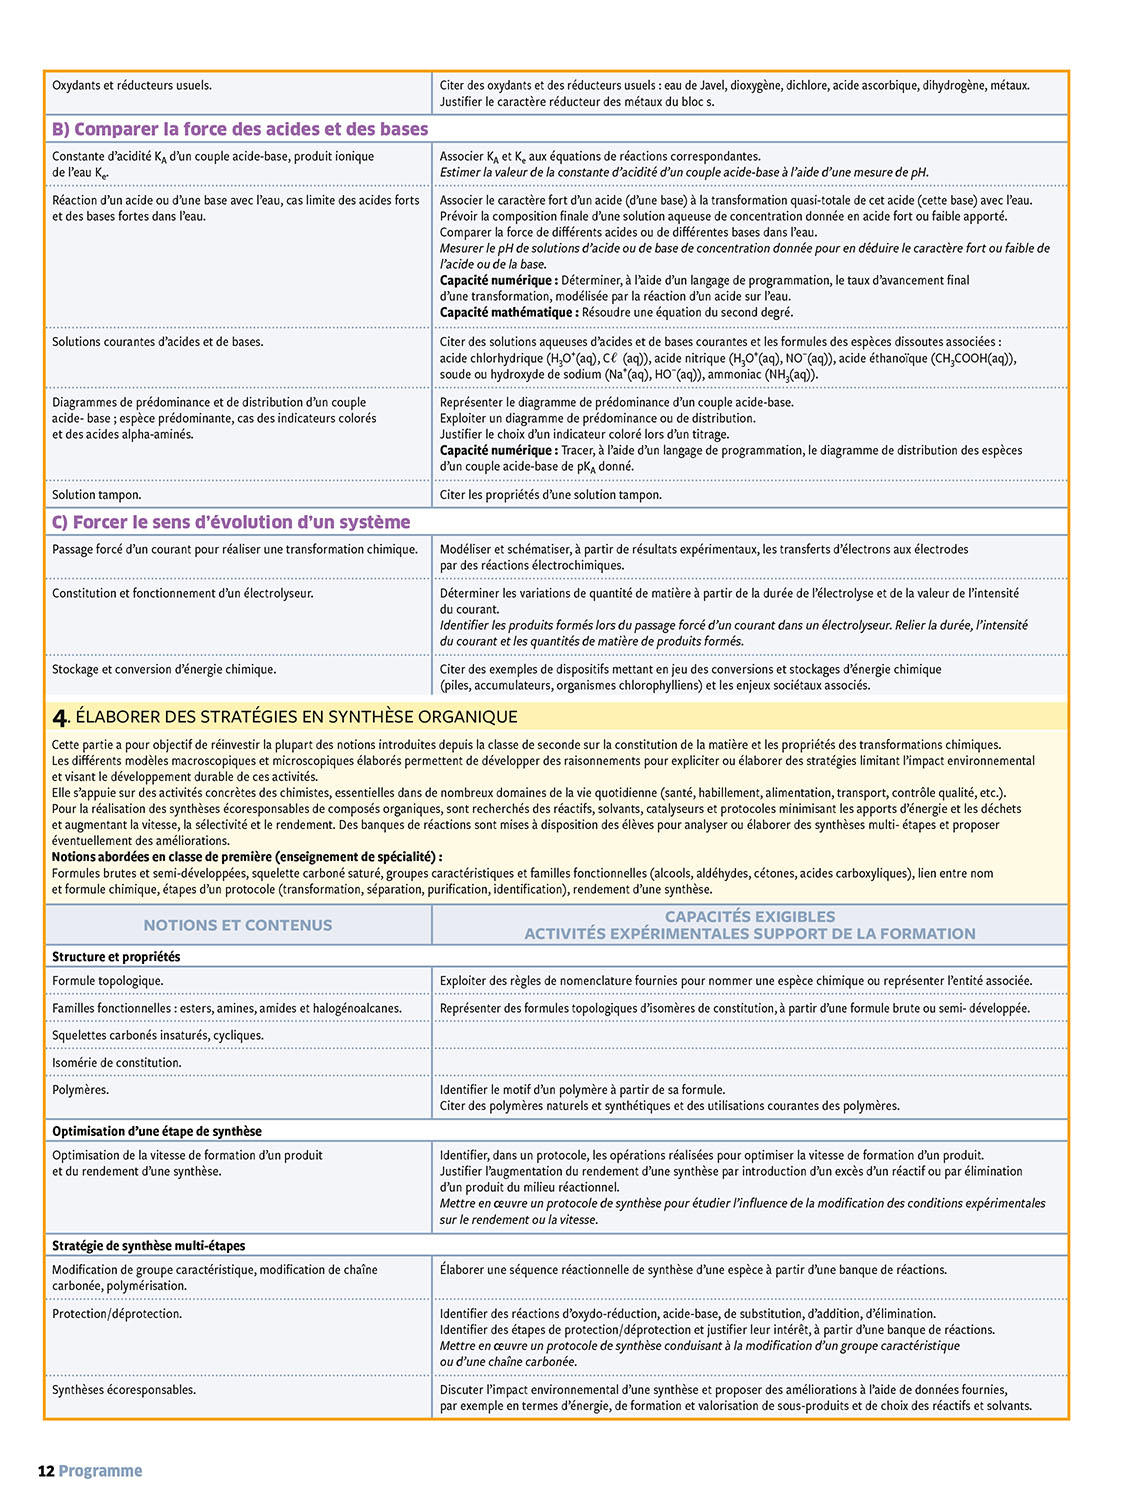 Oxydants et réducteurs usuels.
Citer des oxydants et des réducteurs usuels : eau de Javel, dioxygène, dichlore, acide ascorbique, dihydrogène, métaux.
Justifier le caractère réducteur des métaux du bloc s.
B) Comparer la force des acides et des bases
Constante d’acidité K_A d’un couple acide-base, produit ionique
de l’eau K_e.
Associer K_A et K_e aux équations de réactions correspondantes.
Estimer la valeur de la constante d’acidité d’un couple acide-base à l’aide d’une mesure de pH.
Réaction d’un acide ou d’une base avec l’eau, cas limite des acides forts
et des bases fortes dans l’eau.
Associer le caractère fort d’un acide (d’une base) à la transformation quasi-totale de cet acide (cette base) avec l’eau.
Prévoir la composition finale d’une solution aqueuse de concentration donnée en acide fort ou faible apporté.
Comparer la force de différents acides ou de différentes bases dans l’eau.
Mesurer le pH de solutions d’acide ou de base de concentration donnée pour en déduire le caractère fort ou faible de
l’acide ou de la base.
Capacité numérique : Déterminer, à l’aide d’un langage de programmation, le taux d’avancement final
d’une transformation, modélisée par la réaction d’un acide sur l’eau.
Capacité mathématique : Résoudre une équation du second degré.
Solutions courantes d’acides et de bases.
Citer des solutions aqueuses d’acides et de bases courantes et les formules des espèces dissoutes associées :
acide chlorhydrique (H₃O⁺(aq), Cℓ (aq)), acide nitrique (H₃O⁺(aq), NO⁻(aq)), acide éthanoïque (CH₃COOH(aq)),
soude ou hydroxyde de sodium (Na⁺(aq), HO⁻(aq)), ammoniac (NH₃(aq)).
Diagrammes de prédominance et de distribution d’un couple
acide- base ; espèce prédominante, cas des indicateurs colorés
et des acides alpha-aminés.
Représenter le diagramme de prédominance d’un couple acide-base.
Exploiter un diagramme de prédominance ou de distribution.
Justifier le choix d’un indicateur coloré lors d’un titrage.
Capacité numérique : Tracer, à l’aide d’un langage de programmation, le diagramme de distribution des espèces
d’un couple acide-base de pK_A donné.
Solution tampon.
Citer les propriétés d’une solution tampon.
C) Forcer le sens d’évolution d’un système
Passage forcé d’un courant pour réaliser une transformation chimique.
Modéliser et schématiser, à partir de résultats expérimentaux, les transferts d’électrons aux électrodes
par des réactions électrochimiques.
Constitution et fonctionnement d’un électrolyseur.
Déterminer les variations de quantité de matière à partir de la durée de l’électrolyse et de la valeur de l’intensité
du courant.
Identifier les produits formés lors du passage forcé d’un courant dans un électrolyseur. Relier la durée, l’intensité
du courant et les quantités de matière de produits formés.
Stockage et conversion d’énergie chimique.
Citer des exemples de dispositifs mettant en jeu des conversions et stockages d’énergie chimique
(piles, accumulateurs, organismes chlorophylliens) et les enjeux sociétaux associés.
4. ÉLABORER DES STRATÉGIES EN SYNTHÈSE ORGANIQUE
Cette partie a pour objectif de réinvestir la plupart des notions introduites depuis la classe de seconde sur la constitution de la matière et les propriétés des transformations chimiques.
Les différents modèles macroscopiques et microscopiques élaborés permettent de développer des raisonnements pour expliciter ou élaborer des stratégies limitant l’impact environnemental
et visant le développement durable de ces activités.
Elle s’appuie sur des activités concrètes des chimistes, essentielles dans de nombreux domaines de la vie quotidienne (santé, habillement, alimentation, transport, contrôle qualité, etc.).
Pour la réalisation des synthèses écoresponsables de composés organiques, sont recherchés des réactifs, solvants, catalyseurs et protocoles minimisant les apports d’énergie et les déchets
et augmentant la vitesse, la sélectivité et le rendement. Des banques de réactions sont mises à disposition des élèves pour analyser ou élaborer des synthèses multi- étapes et proposer
éventuellement des améliorations.
Notions abordées en classe de première (enseignement de spécialité) :
Formules brutes et semi-développées, squelette carboné saturé, groupes caractéristiques et familles fonctionnelles (alcools, aldéhydes, cétones, acides carboxyliques), lien entre nom
et formule chimique, étapes d’un protocole (transformation, séparation, purification, identification), rendement d’une synthèse.
NOTIONS ET CONTENUS
CAPACITÉS EXIGIBLES
ACTIVITÉS EXPÉRIMENTALES SUPPORT DE LA FORMATION
Structure et propriétés
Formule topologique.
Exploiter des règles de nomenclature fournies pour nommer une espèce chimique ou représenter l’entité associée.
Familles fonctionnelles : esters, amines, amides et halogénoalcanes.
Représenter des formules topologiques d’isomères de constitution, à partir d’une formule brute ou semi- développée.
Squelettes carbonés insaturés, cycliques.
Isomérie de constitution.
Polymères.
Identifier le motif d’un polymère à partir de sa formule.
Citer des polymères naturels et synthétiques et des utilisations courantes des polymères.
Optimisation d’une étape de synthèse
Optimisation de la vitesse de formation d’un produit
et du rendement d’une synthèse.
Identifier, dans un protocole, les opérations réalisées pour optimiser la vitesse de formation d’un produit.
Justifier l’augmentation du rendement d’une synthèse par introduction d’un excès d’un réactif ou par élimination
d’un produit du milieu réactionnel.
Mettre en œuvre un protocole de synthèse pour étudier l’influence de la modification des conditions expérimentales
sur le rendement ou la vitesse.
Stratégie de synthèse multi-étapes
Modification de groupe caractéristique, modification de chaîne
carbonée, polymérisation.
Élaborer une séquence réactionnelle de synthèse d’une espèce à partir d’une banque de réactions.
Protection/déprotection.
Identifier des réactions d’oxydo-réduction, acide-base, de substitution, d’addition, d’élimination.
Identifier des étapes de protection/déprotection et justifier leur intérêt, à partir d’une banque de réactions.
Mettre en œuvre un protocole de synthèse conduisant à la modification d’un groupe caractéristique
ou d’une chaîne carbonée.
Synthèses écoresponsables.
Discuter l’impact environnemental d’une synthèse et proposer des améliorations à l’aide de données fournies,
par exemple en termes d’énergie, de formation et valorisation de sous-produits et de choix des réactifs et solvants.
12 Programme